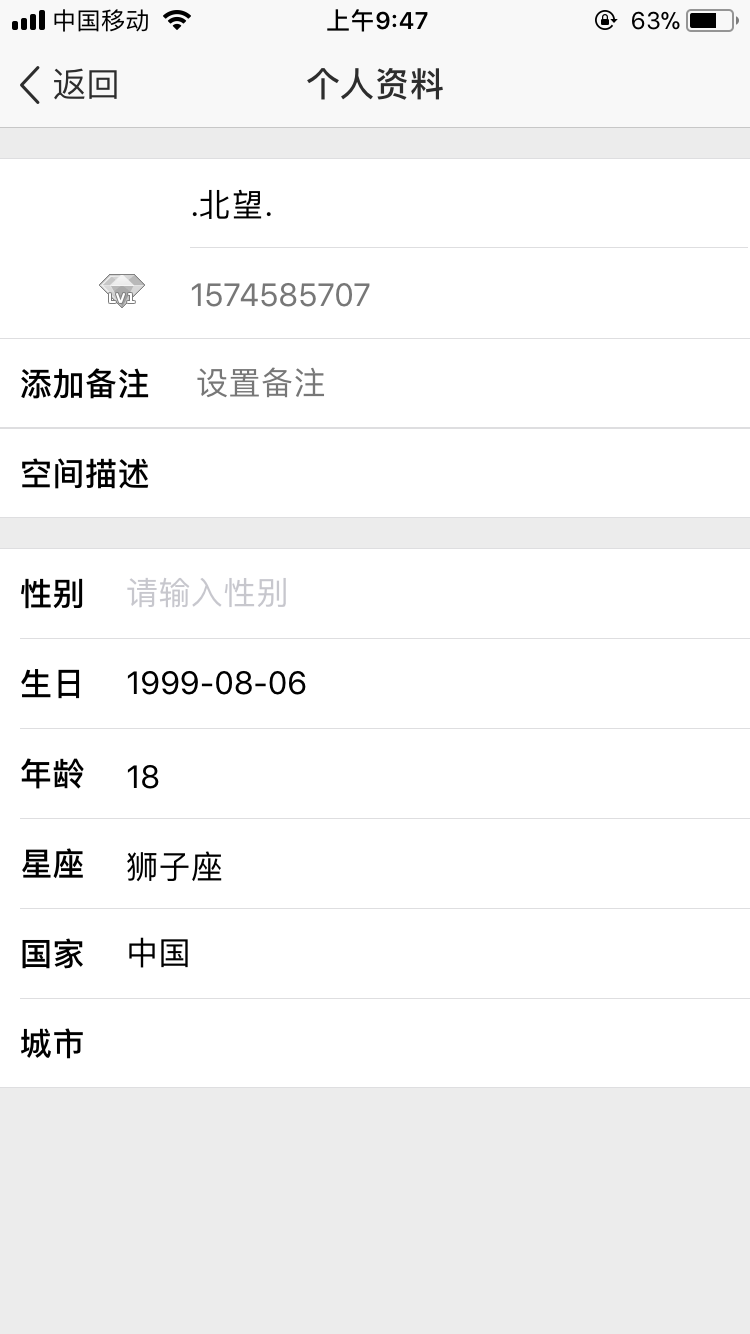 中国移动 上午9:47 63%
返回 个人资料
.北望.
LV1 1574585707
添加备注 设置备注
空间描述
性别 请输入性别
生日 1999-08-06
年龄 18
星座 狮子座
国家 中国
城市